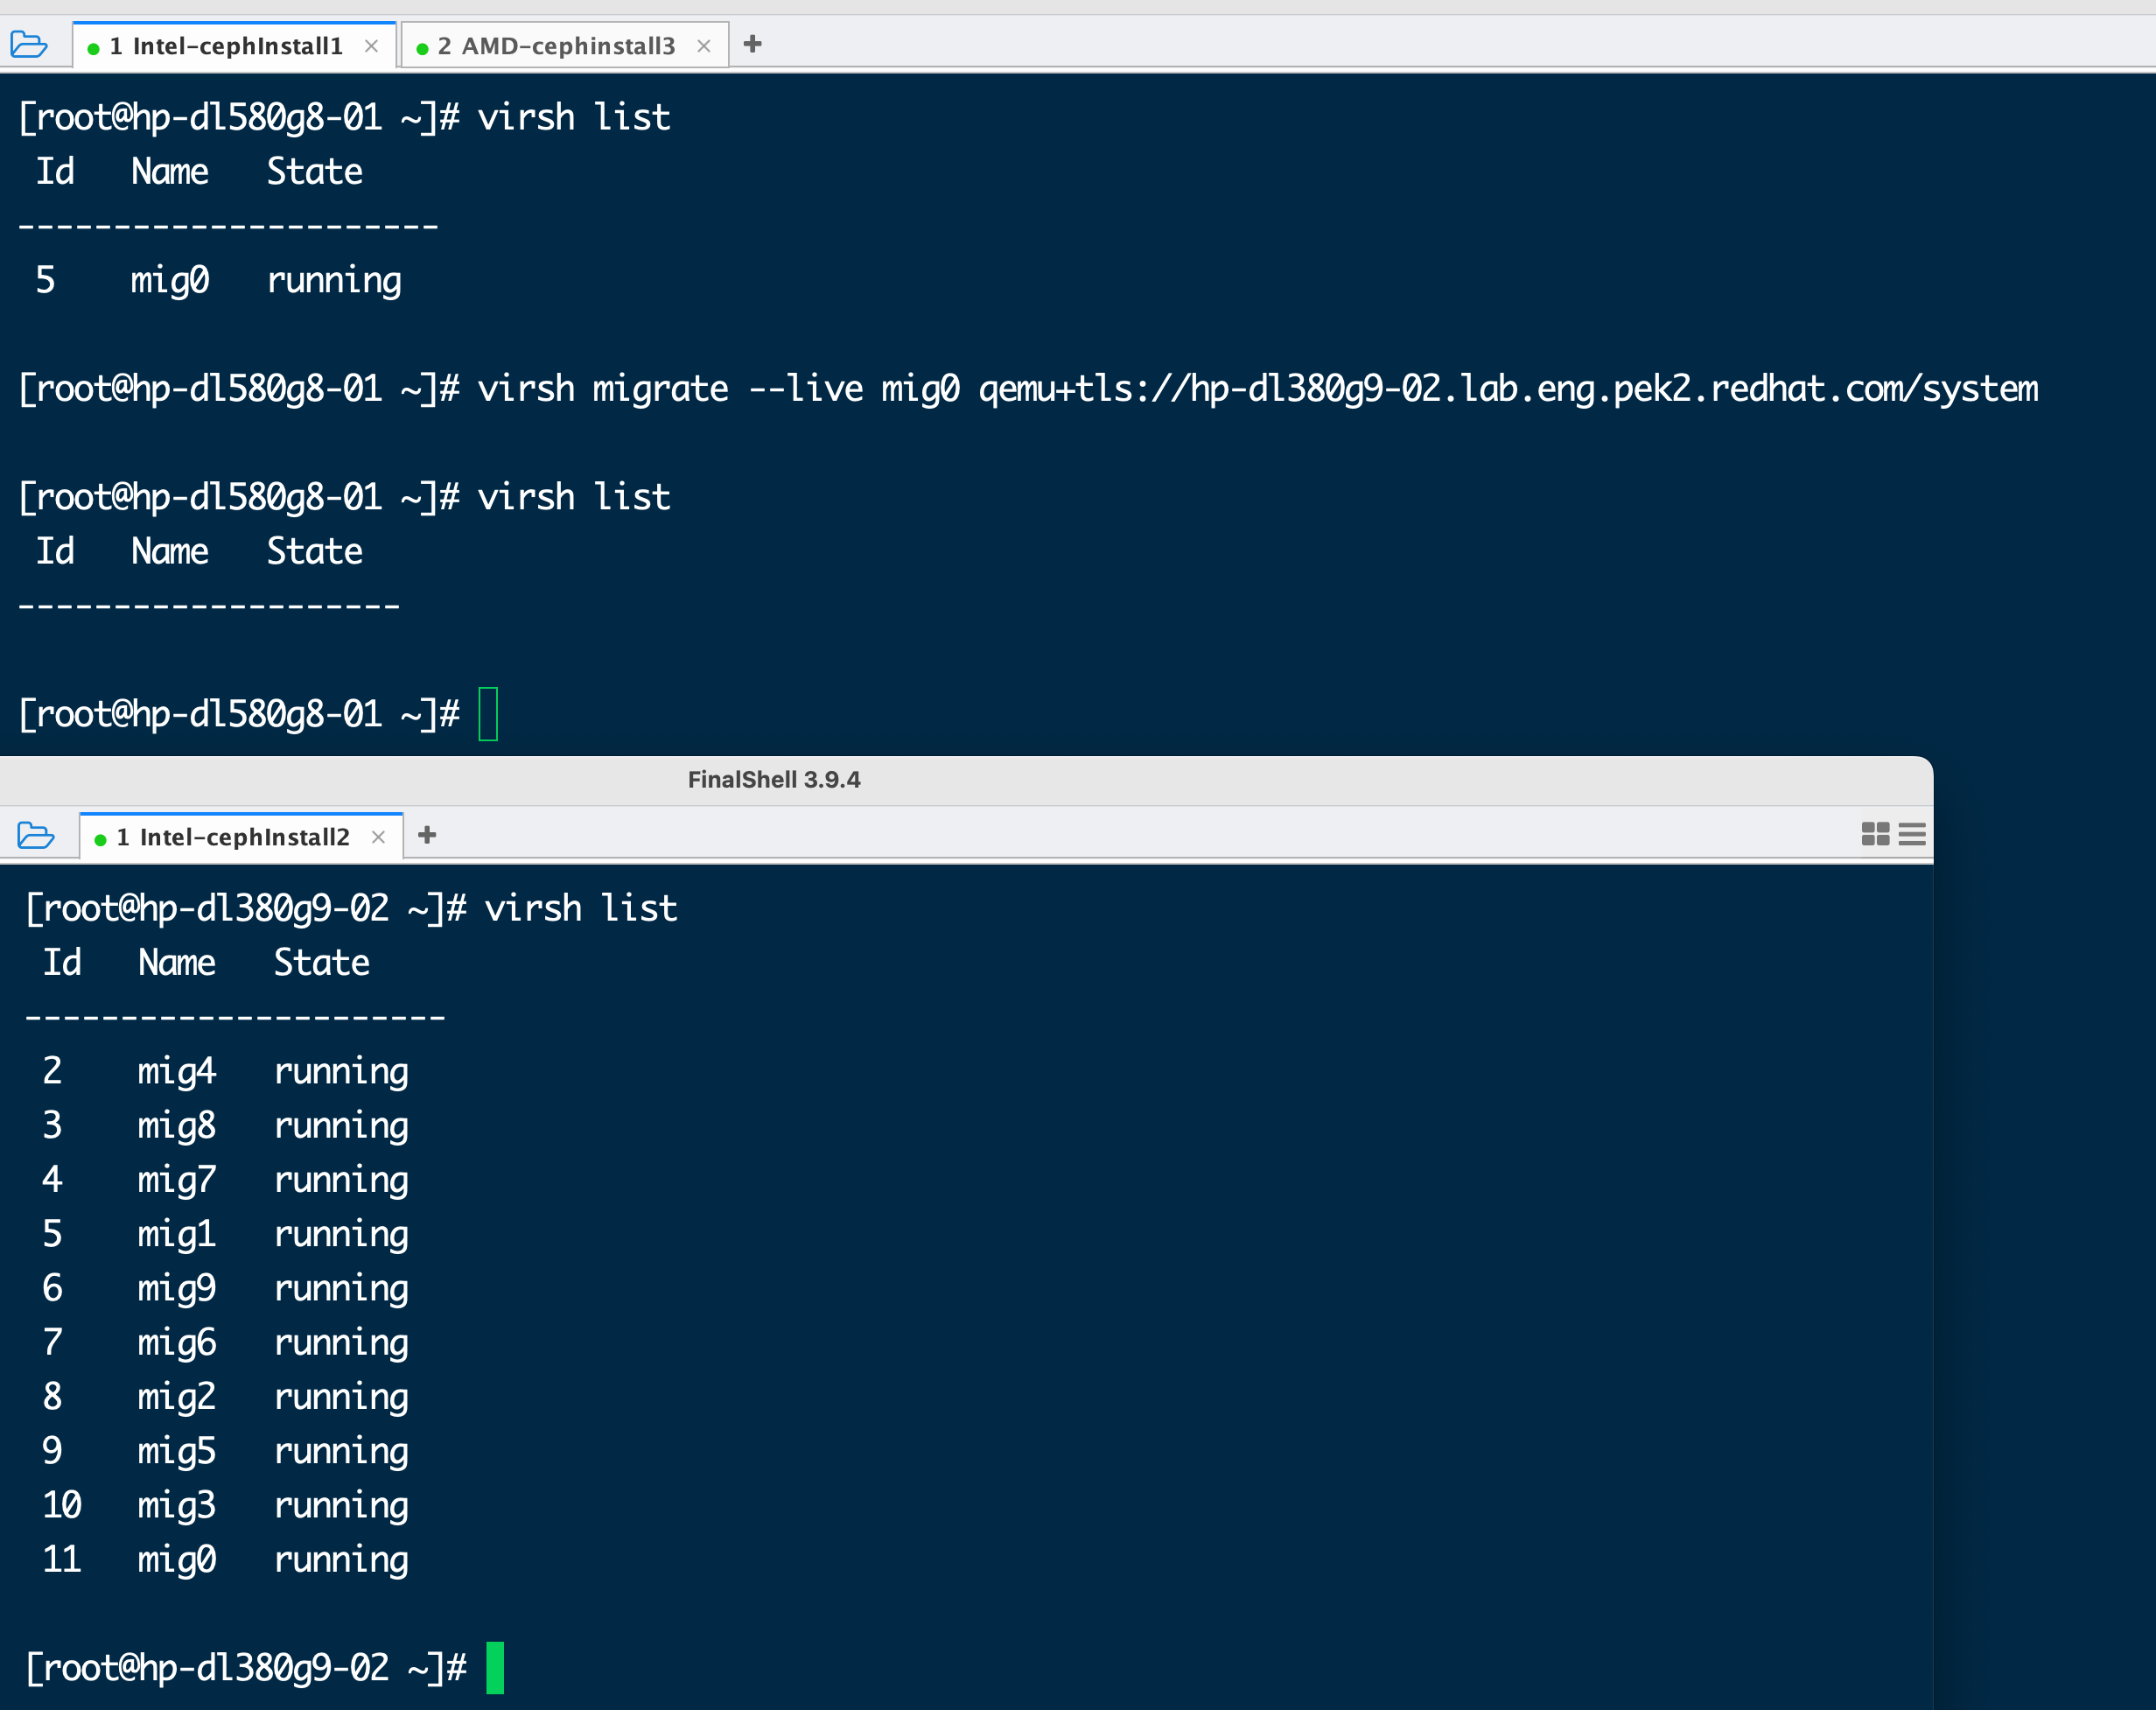 1 Intel-cephInstall1 × 2 AMD-cephinstall3 × +
[root@hp-dl580g8-01 ~]# virsh list
 Id   Name   State
----------------------
 5    mig0   running
[root@hp-dl580g8-01 ~]# virsh migrate --live mig0 qemu+tls://hp-dl380g9-02.lab.eng.pek2.redhat.com/system
[root@hp-dl580g8-01 ~]# virsh list
 Id   Name   State
--------------------
[root@hp-dl580g8-01 ~]#
FinalShell 3.9.4
1 Intel-cephInstall2 × +
[root@hp-dl380g9-02 ~]# virsh list
 Id   Name   State
----------------------
 2    mig4   running
 3    mig8   running
 4    mig7   running
 5    mig1   running
 6    mig9   running
 7    mig6   running
 8    mig2   running
 9    mig5   running
 10   mig3   running
 11   mig0   running
[root@hp-dl380g9-02 ~]#